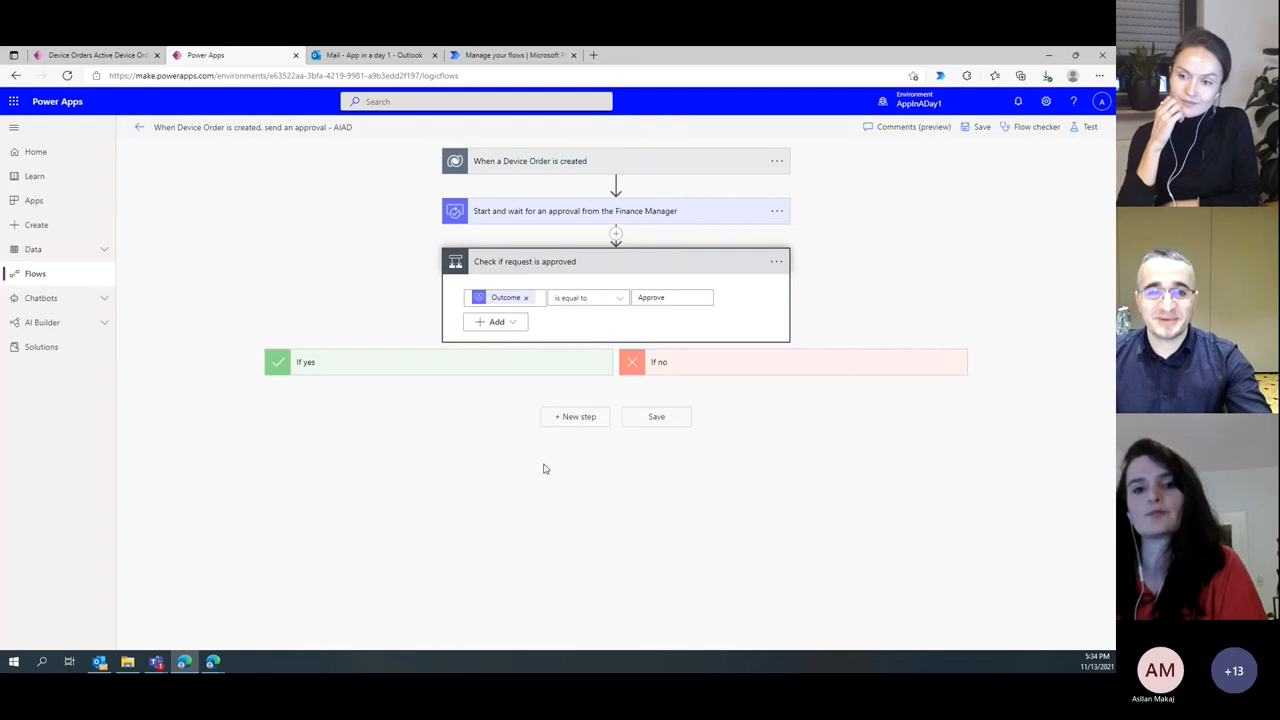 Device Orders Active Device Ord
Power Apps
Mail - App in a day 1 - Outlook
Manage your flows | Microsoft P
https://make.powerapps.com/environments/e63522aa-3bfa-4219-9981-a9b3edd2f197/logicflows
Power Apps
Search
Environment
AppInADay1
A
When Device Order is created, send an approval - AIAD
Comments (preview)
Save
Flow checker
Test
Home
Learn
Apps
Create
Data
Flows
Chatbots
AI Builder
Solutions
When a Device Order is created
Start and wait for an approval from the Finance Manager
Check if request is approved
Outcome
is equal to
Approve
Add
If yes
If no
+ New step
Save
5:34 PM
11/13/2021
AM
Asllan Makaj
+13